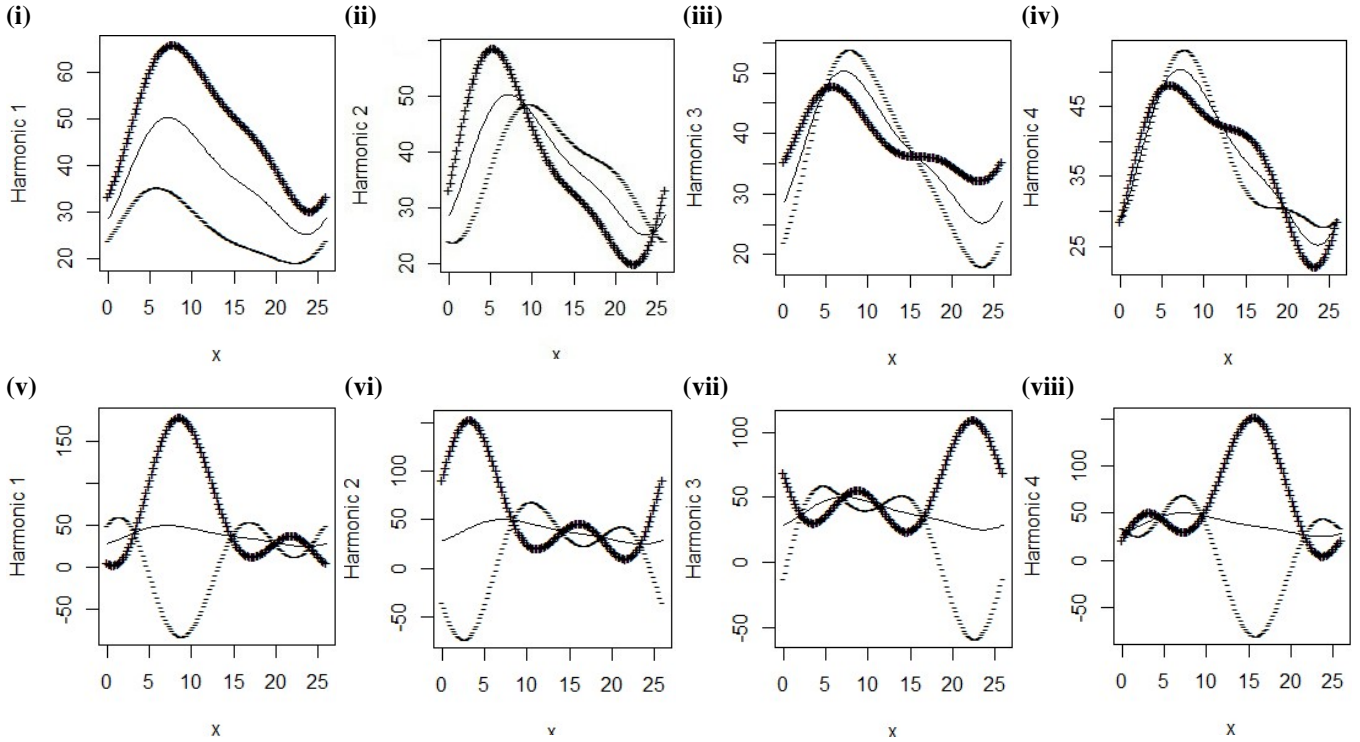 (i) (ii) (iii) (iv)
Harmonic 1
20 30 40 50 60
0 5 10 15 20 25
x
Harmonic 2
20 30 40 50
0 5 10 15 20 25
x
Harmonic 3
20 30 40 50
0 5 10 15 20 25
x
Harmonic 4
25 35 45
0 5 10 15 20 25
x
(v) (vi) (vii) (viii)
Harmonic 1
-50 0 50 150
0 5 10 15 20 25
x
Harmonic 2
-50 0 50 100
0 5 10 15 20 25
x
Harmonic 3
-50 0 50 100
0 5 10 15 20 25
x
Harmonic 4
-50 0 50 100
0 5 10 15 20 25
x